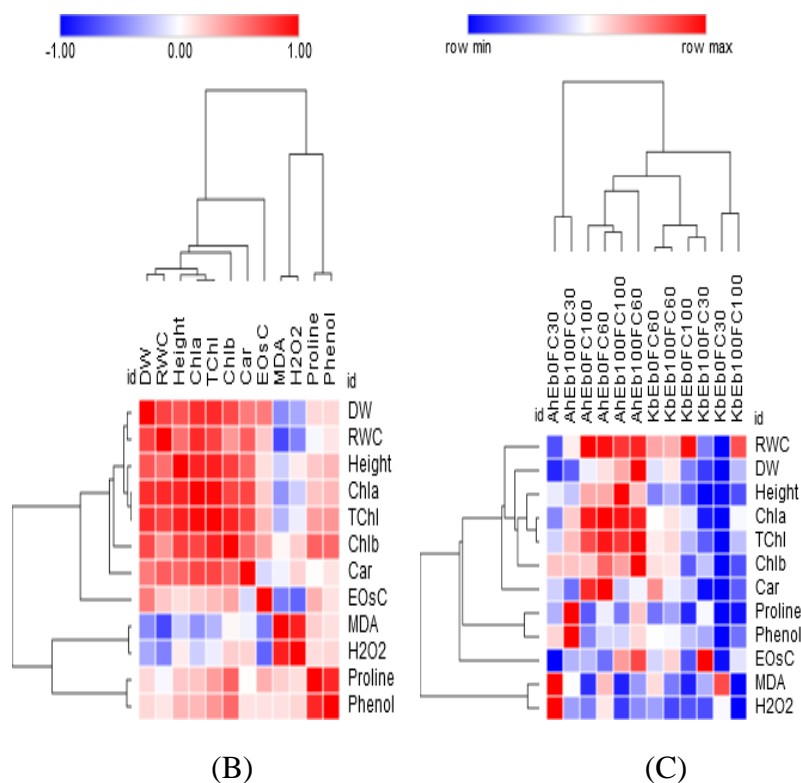 -1.00 0.00 1.00
row min row max
id DW RWC Height Chla TChl Chlb Car EOsC MDA H2O2 Proline Phenol id
DW
RWC
Height
Chla
TChl
Chlb
Car
EOsC
MDA
H2O2
Proline
Phenol
id AhEb0FC30 AhEb100FC30 AhEb0FC100 AhEb0FC60 AhEb100FC100 AhEb100FC60 KbEb0FC60 KbEb100FC60 KbEb0FC100 KbEb100FC30 KbEb0FC30 KbEb100FC100 id
RWC
DW
Height
Chla
TChl
Chlb
Car
Proline
Phenol
EOsC
MDA
H2O2
(B) (C)